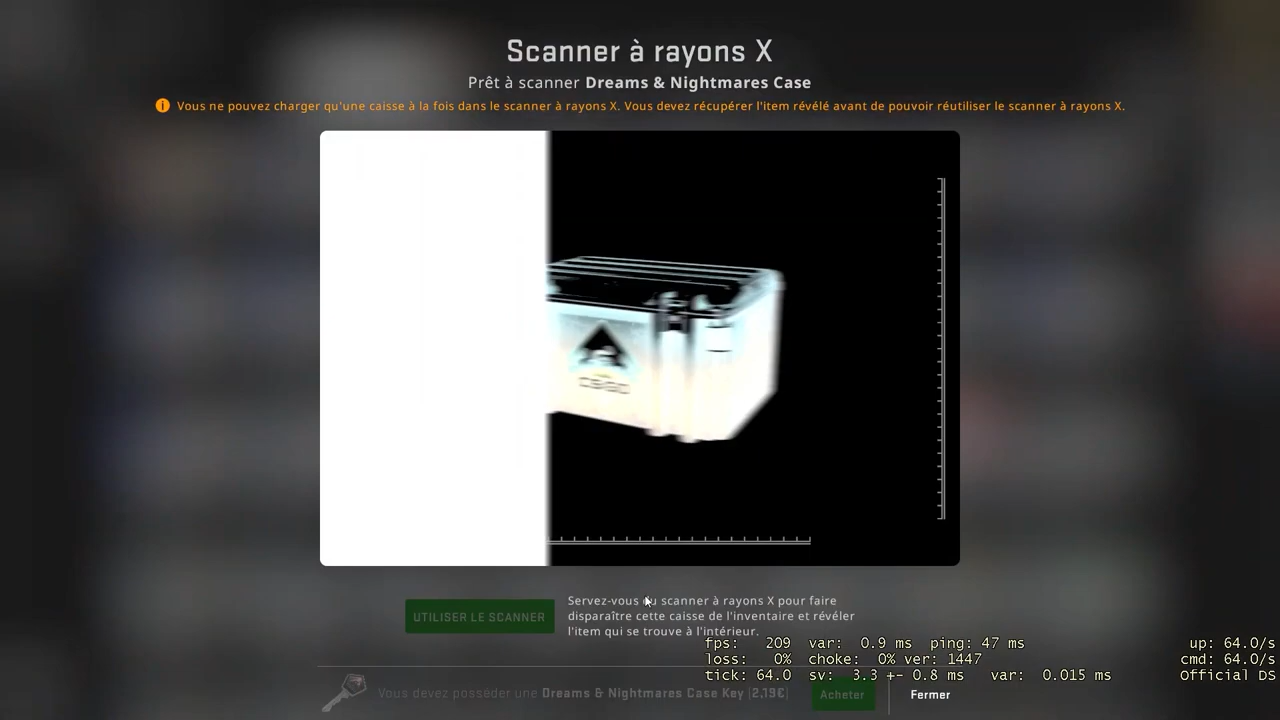 Scanner à rayons X
Prêt à scanner Dreams & Nightmares Case
Vous ne pouvez charger qu'une caisse à la fois dans le scanner à rayons X. Vous devez récupérer l'item révélé avant de pouvoir réutiliser le scanner à rayons X.
UTILISER LE SCANNER
Servez-vous du scanner à rayons X pour faire
disparaître cette caisse de l'inventaire et révéler
l'item qui se trouve à l'intérieur.
fps: 209 var: 0.9 ms ping: 47 ms up: 64.0/s
loss: 0% choke: 0% ver: 1447 cmd: 64.0/s
tick: 64.0 sv: 3.3 +- 0.8 ms var: 0.015 ms Official DS
Vous devez posséder une Dreams & Nightmares Case Key (2,19€)
Acheter
Fermer